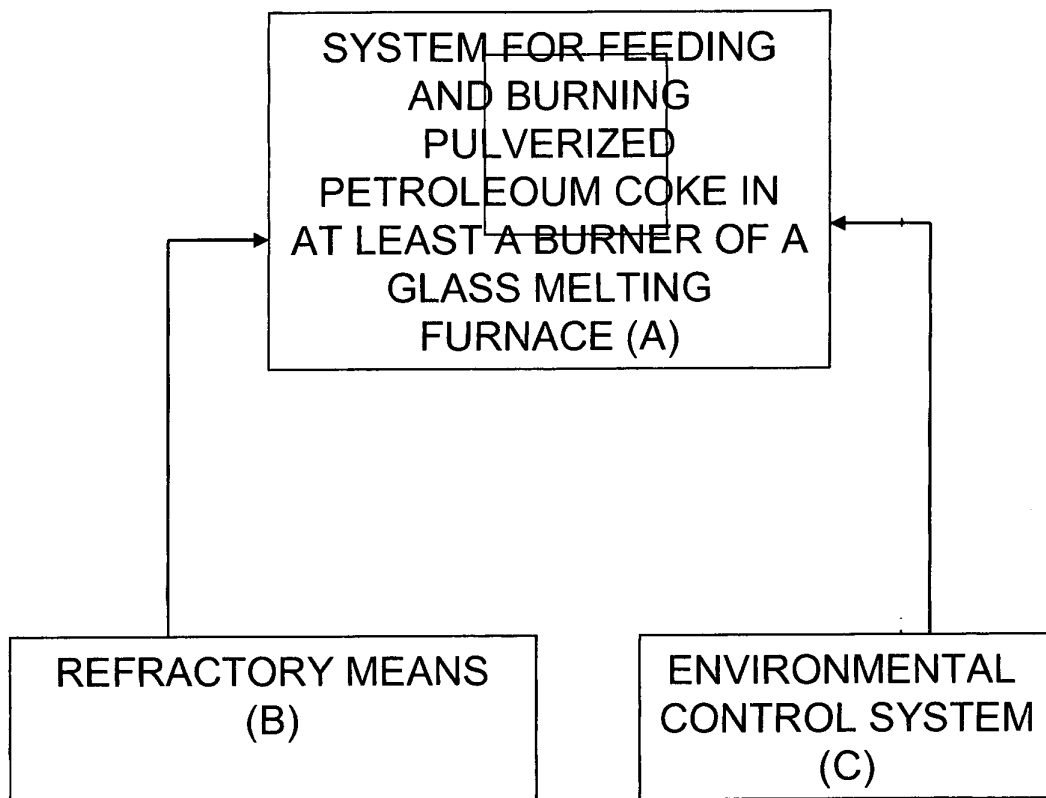 SYSTEM FOR FEEDING
AND BURNING
PULVERIZED
PETROLEOUM COKE IN
AT LEAST A BURNER OF A
GLASS MELTING
FURNACE (A)
REFRACTORY MEANS
(B)
ENVIRONMENTAL
CONTROL SYSTEM
(C)